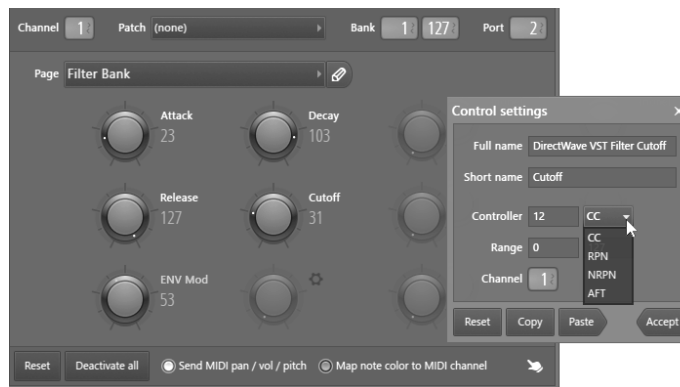 Channel 1 Patch (none) Bank 1 127 Port 2
Page Filter Bank
Attack
23
Decay
103
Release
127
Cutoff
31
ENV Mod
53
Reset Deactivate all Send MIDI pan / vol / pitch Map note color to MIDI channel
Control settings x
Full name DirectWave VST Filter Cutoff
Short name Cutoff
Controller 12 CC
Range 0
CC
RPN
NRPN
AFT
Channel 1
Reset Copy Paste Accept